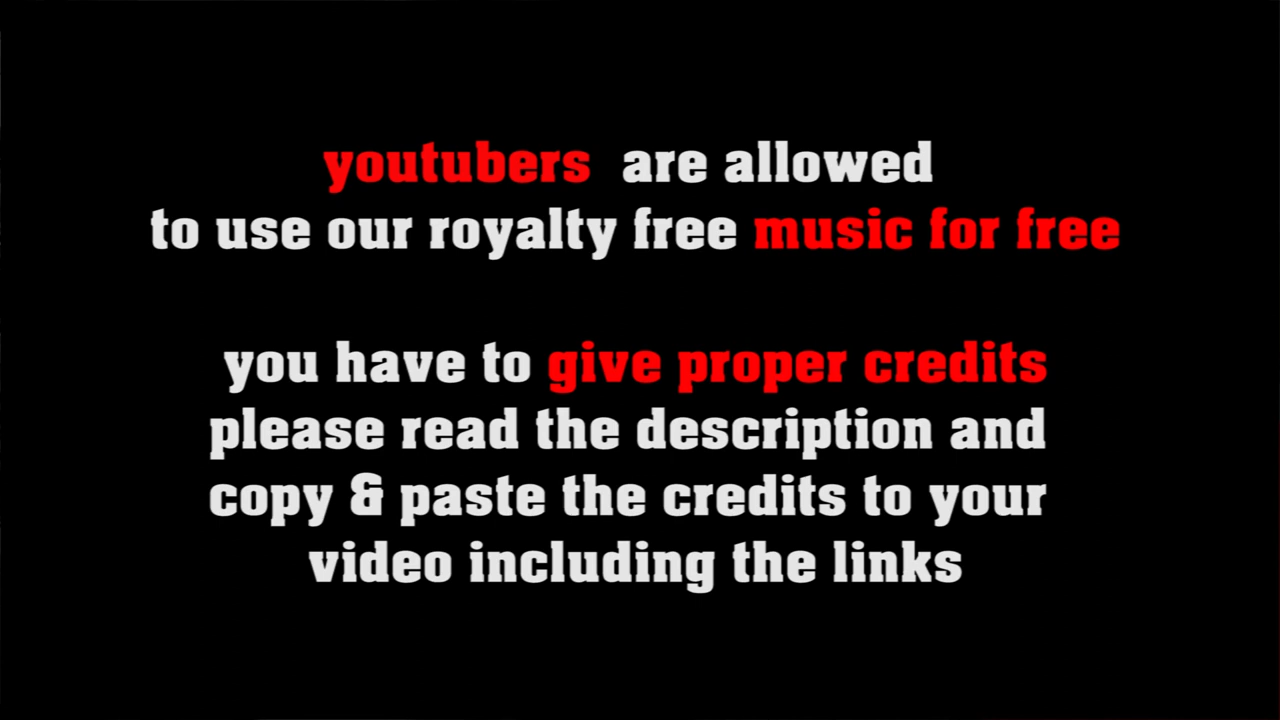 youtubers are allowed
to use our royalty free music for free
you have to give proper credits
please read the description and
copy & paste the credits to your
video including the links